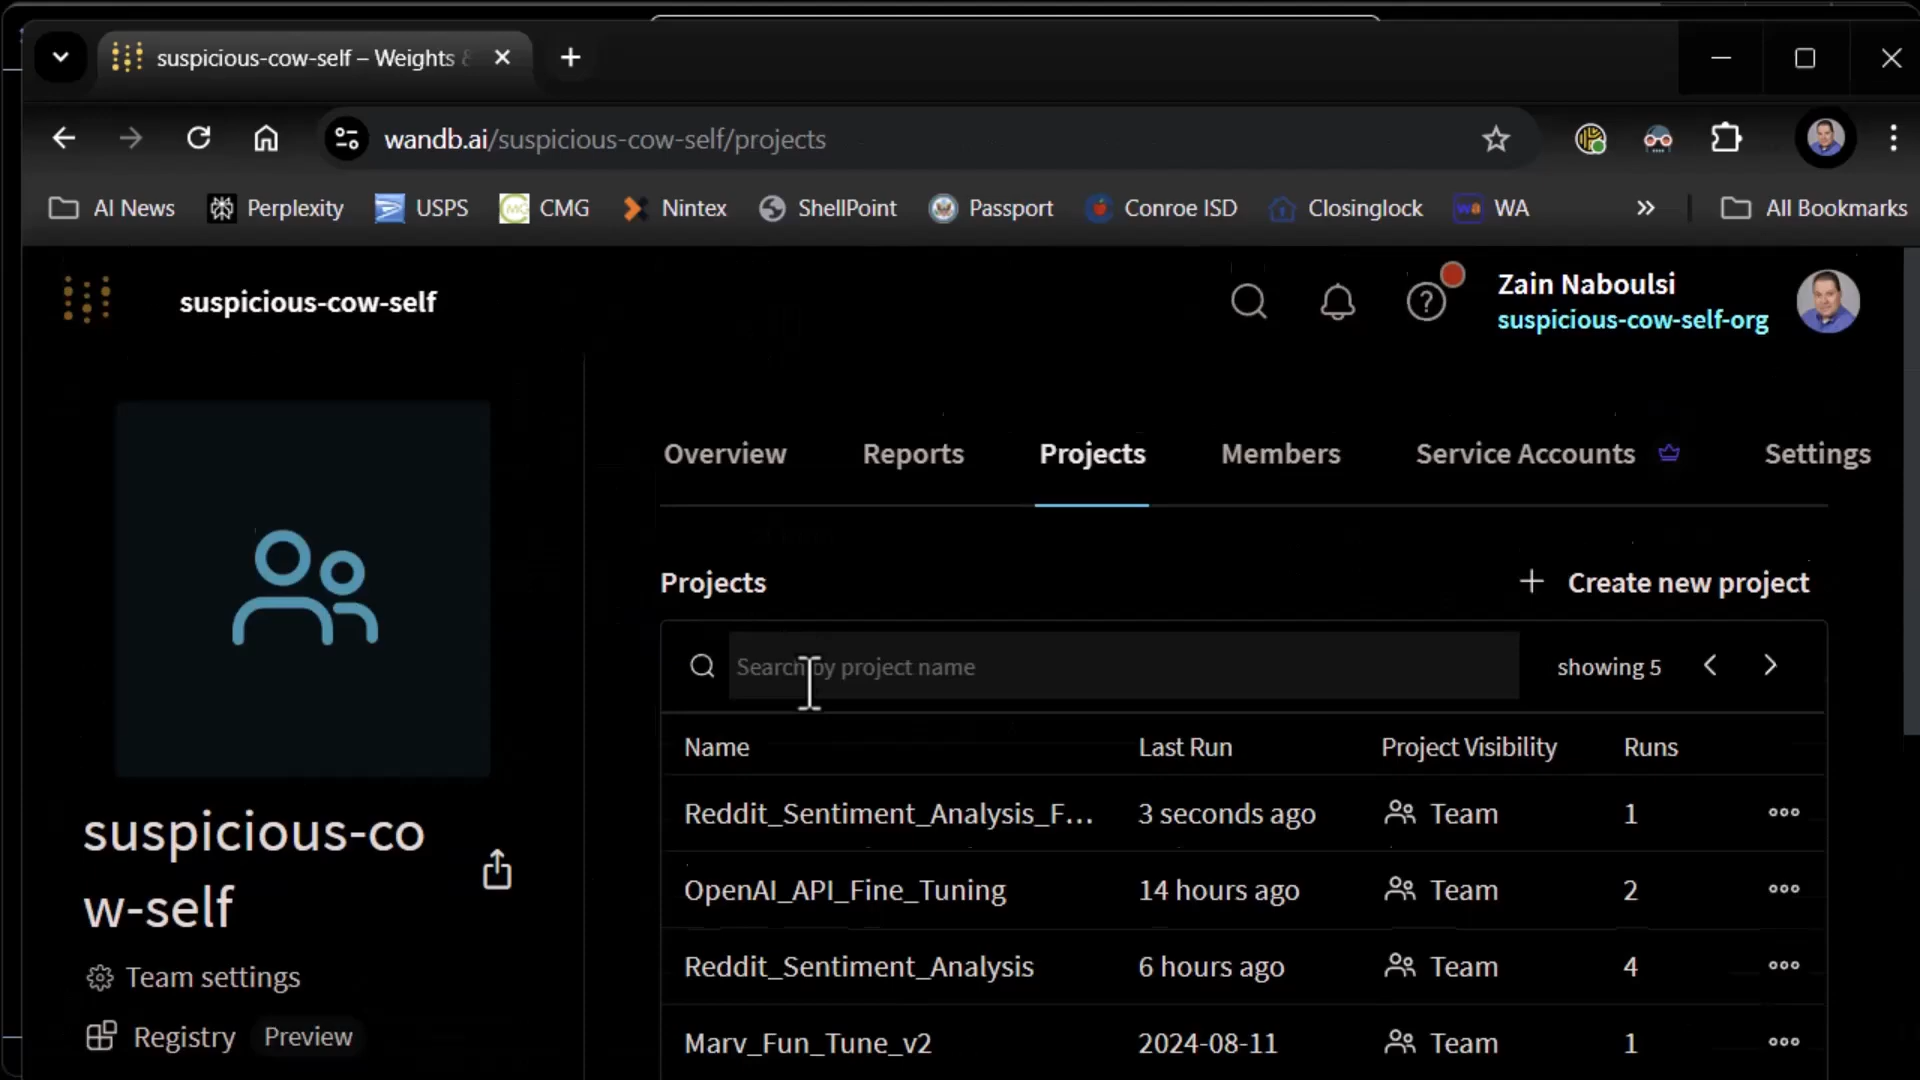 suspicious-cow-self – Weights &
wandb.ai/suspicious-cow-self/projects
AI News Perplexity USPS CMG Nintex ShellPoint Passport Conroe ISD Closinglock WA » All Bookmarks
suspicious-cow-self
Zain Naboulsi
suspicious-cow-self-org
Overview Reports Projects Members Service Accounts Settings
Projects
+ Create new project
Search by project name
showing 5
Name Last Run Project Visibility Runs
Reddit_Sentiment_Analysis_F... 3 seconds ago Team 1
OpenAI_API_Fine_Tuning 14 hours ago Team 2
Reddit_Sentiment_Analysis 6 hours ago Team 4
Marv_Fun_Tune_v2 2024-08-11 Team 1
suspicious-co
w-self
Team settings
Registry Preview